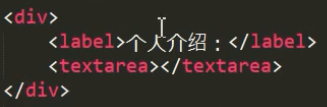 <div>
    <label>个人介绍：</label>
    <textarea></textarea>
</div>